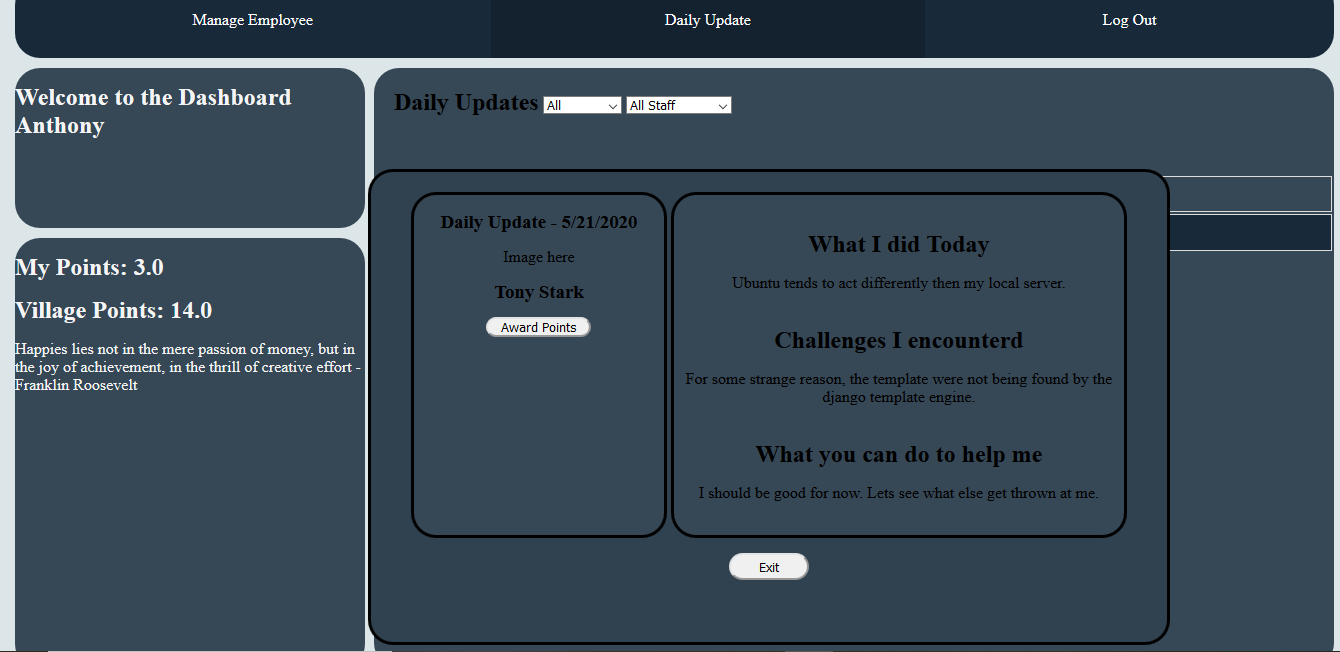 Manage Employee
Daily Update
Log Out
Welcome to the Dashboard
Anthony
My Points: 3.0
Village Points: 14.0
Happies lies not in the mere passion of money, but in
the joy of achievement, in the thrill of creative effort -
Franklin Roosevelt
Daily Updates All All Staff
Daily Update - 5/21/2020
Image here
Tony Stark
Award Points
What I did Today
Ubuntu tends to act differently then my local server.
Challenges I encounterd
For some strange reason, the template were not being found by the
django template engine.
What you can do to help me
I should be good for now. Lets see what else get thrown at me.
Exit